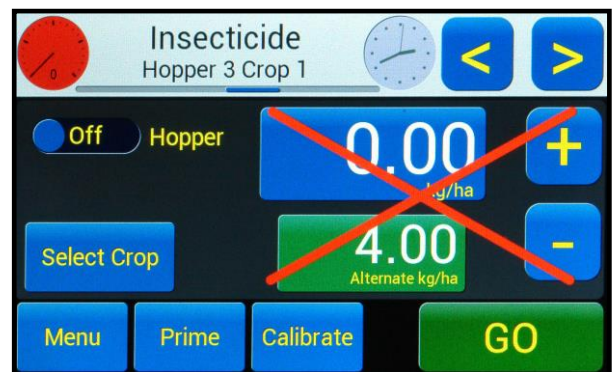 Insecticide
Hopper 3 Crop 1
0
< >
Off Hopper
0.00
kg/ha
+
Select Crop
4.00
Alternate kg/ha
-
Menu Prime Calibrate GO